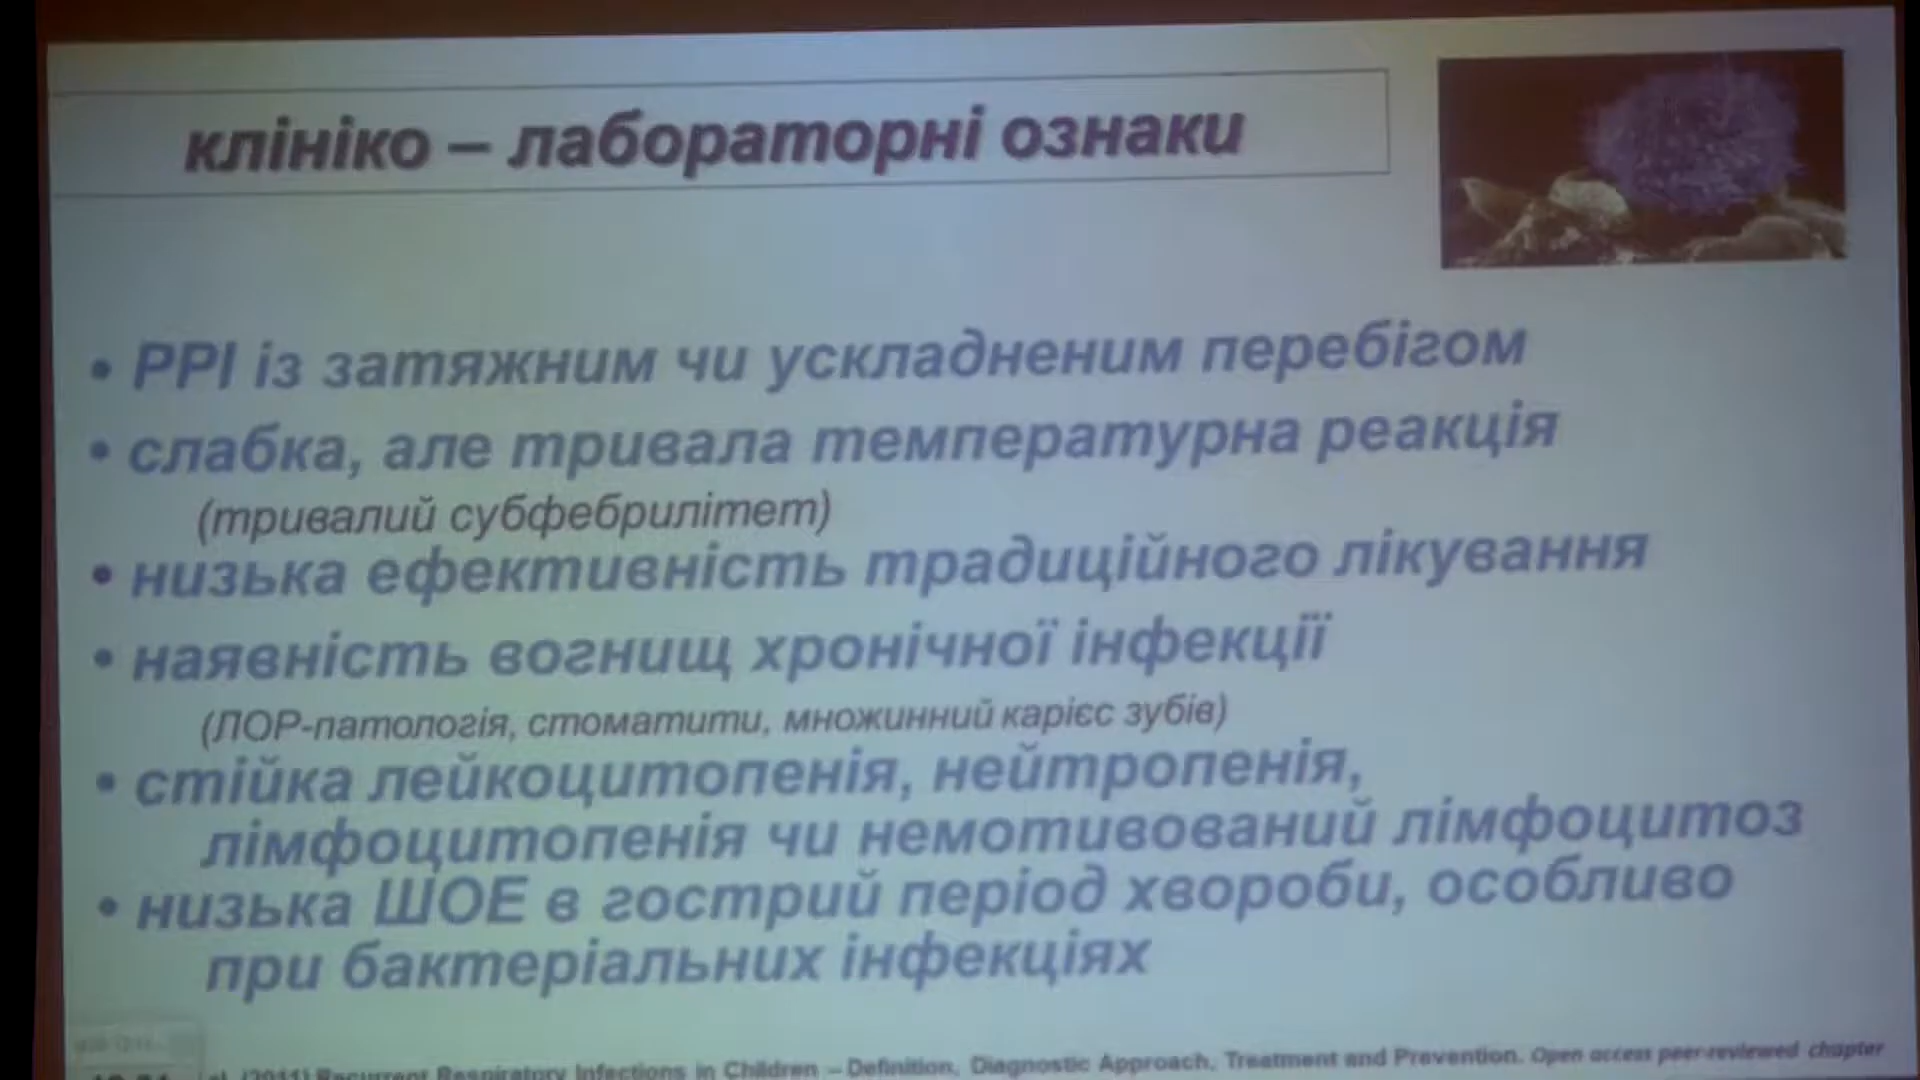 клініко – лабораторні ознаки
• РРІ із затяжним чи ускладненим перебігом
• слабка, але тривала температурна реакція
(тривалий субфебрилітет)
• низька ефективність традиційного лікування
• наявність вогнищ хронічної інфекції
(ЛОР-патологія, стоматити, множинний карієс зубів)
• стійка лейкоцитопенія, нейтропенія,
лімфоцитопенія чи немотивований лімфоцитоз
• низька ШОЕ в гострий період хвороби, особливо
при бактеріальних інфекціях
al. (2011) Recurrent Respiratory Infections in Children – Definition, Diagnostic Approach, Treatment and Prevention. Open access peer-reviewed chapter